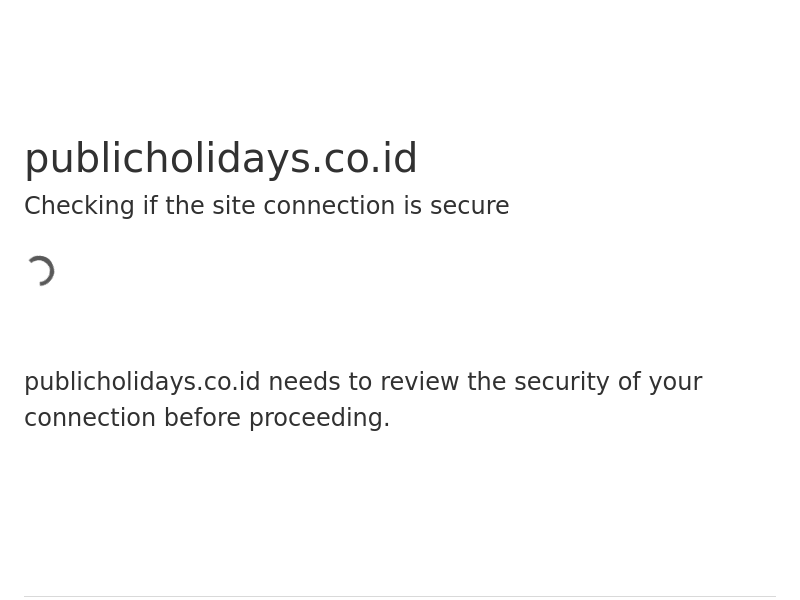 publicholidays.co.id
Checking if the site connection is secure
publicholidays.co.id needs to review the security of your
connection before proceeding.